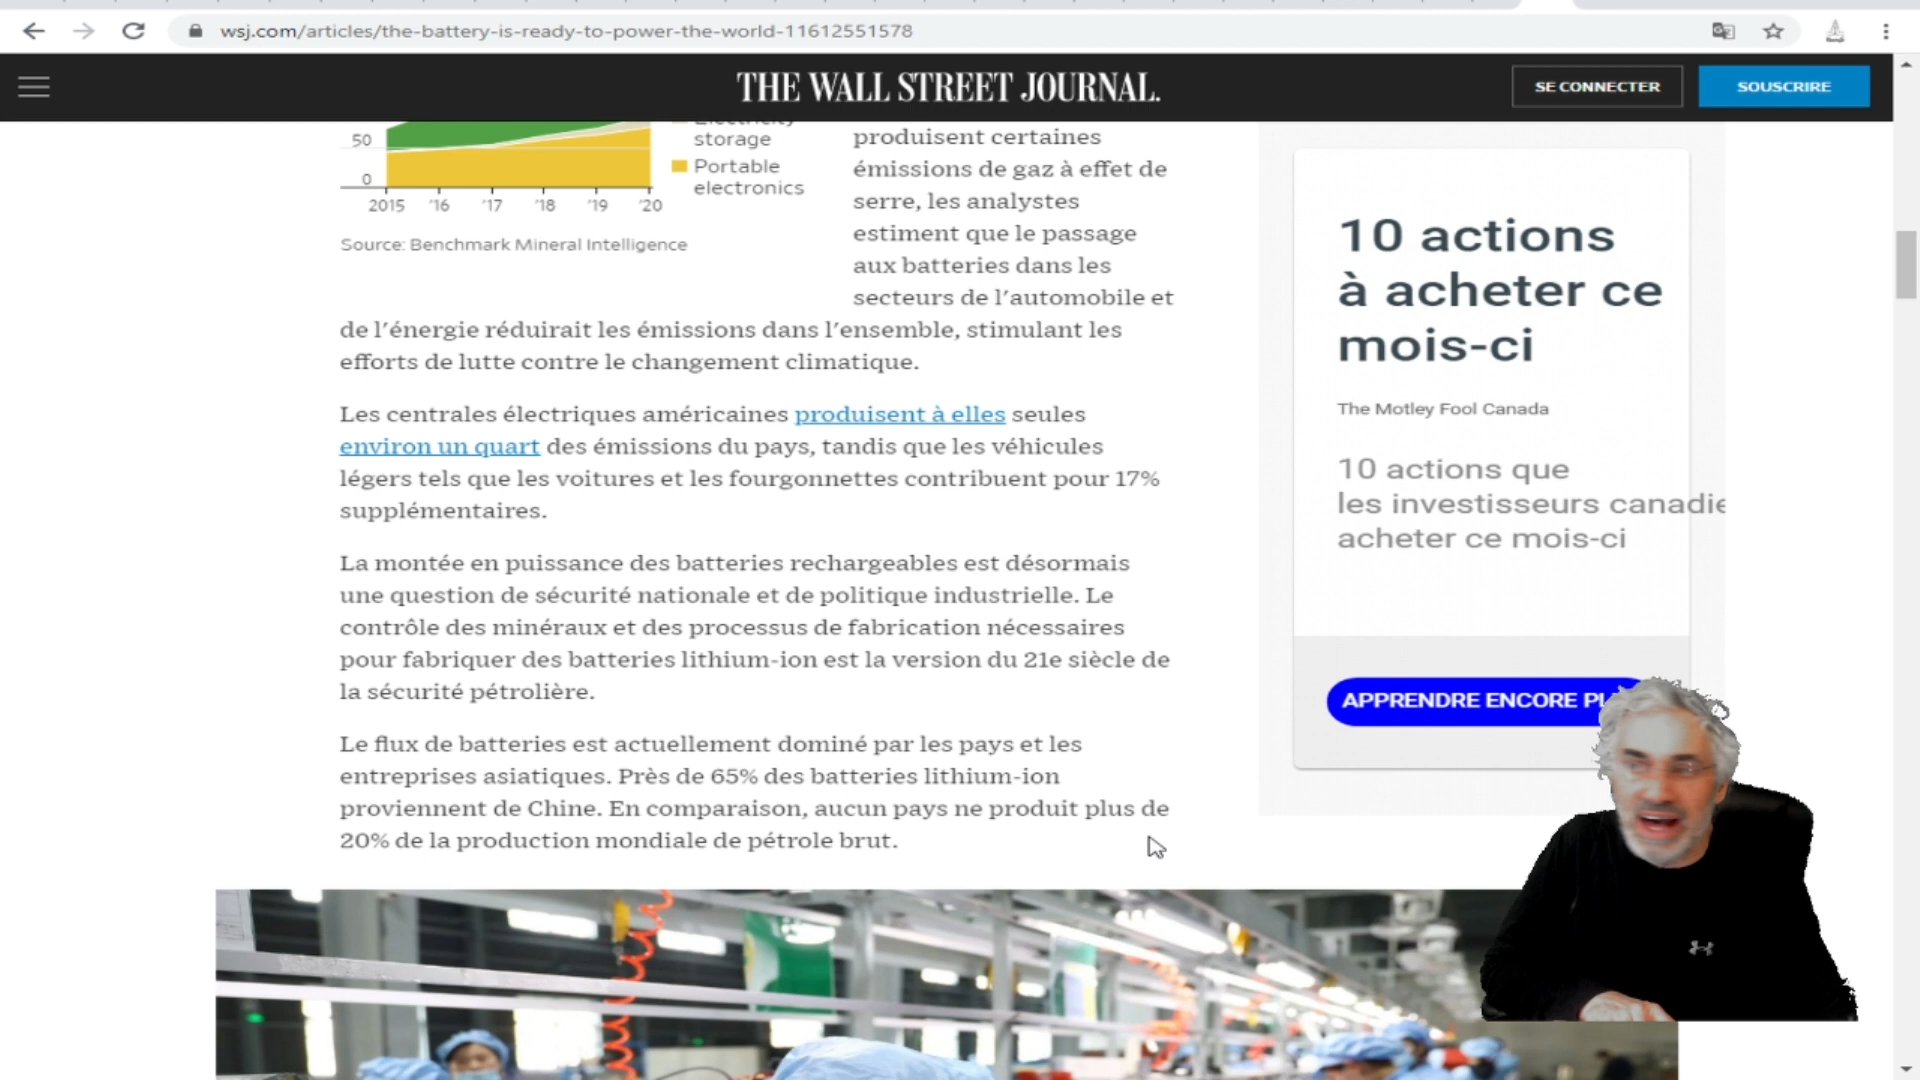 wsj.com/articles/the-battery-is-ready-to-power-the-world-11612551578
THE WALL STREET JOURNAL.
SE CONNECTER
SOUSCRIRE
50
0
2015 '16 '17 '18 '19 '20
Electricity
storage
Portable
electronics
Source: Benchmark Mineral Intelligence
produisent certaines
émissions de gaz à effet de
serre, les analystes
estiment que le passage
aux batteries dans les
secteurs de l'automobile et
de l'énergie réduirait les émissions dans l'ensemble, stimulant les
efforts de lutte contre le changement climatique.
Les centrales électriques américaines produisent à elles seules
environ un quart des émissions du pays, tandis que les véhicules
légers tels que les voitures et les fourgonnettes contribuent pour 17%
supplémentaires.
La montée en puissance des batteries rechargeables est désormais
une question de sécurité nationale et de politique industrielle. Le
contrôle des minéraux et des processus de fabrication nécessaires
pour fabriquer des batteries lithium-ion est la version du 21e siècle de
la sécurité pétrolière.
Le flux de batteries est actuellement dominé par les pays et les
entreprises asiatiques. Près de 65% des batteries lithium-ion
proviennent de Chine. En comparaison, aucun pays ne produit plus de
20% de la production mondiale de pétrole brut.
10 actions
à acheter ce
mois-ci
The Motley Fool Canada
10 actions que
les investisseurs canadie
acheter ce mois-ci
APPRENDRE ENCORE PL